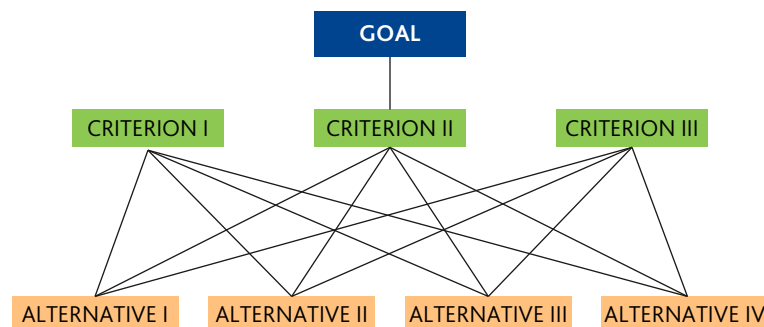 GOAL
CRITERION I
CRITERION II
CRITERION III
ALTERNATIVE I
ALTERNATIVE II
ALTERNATIVE III
ALTERNATIVE IV